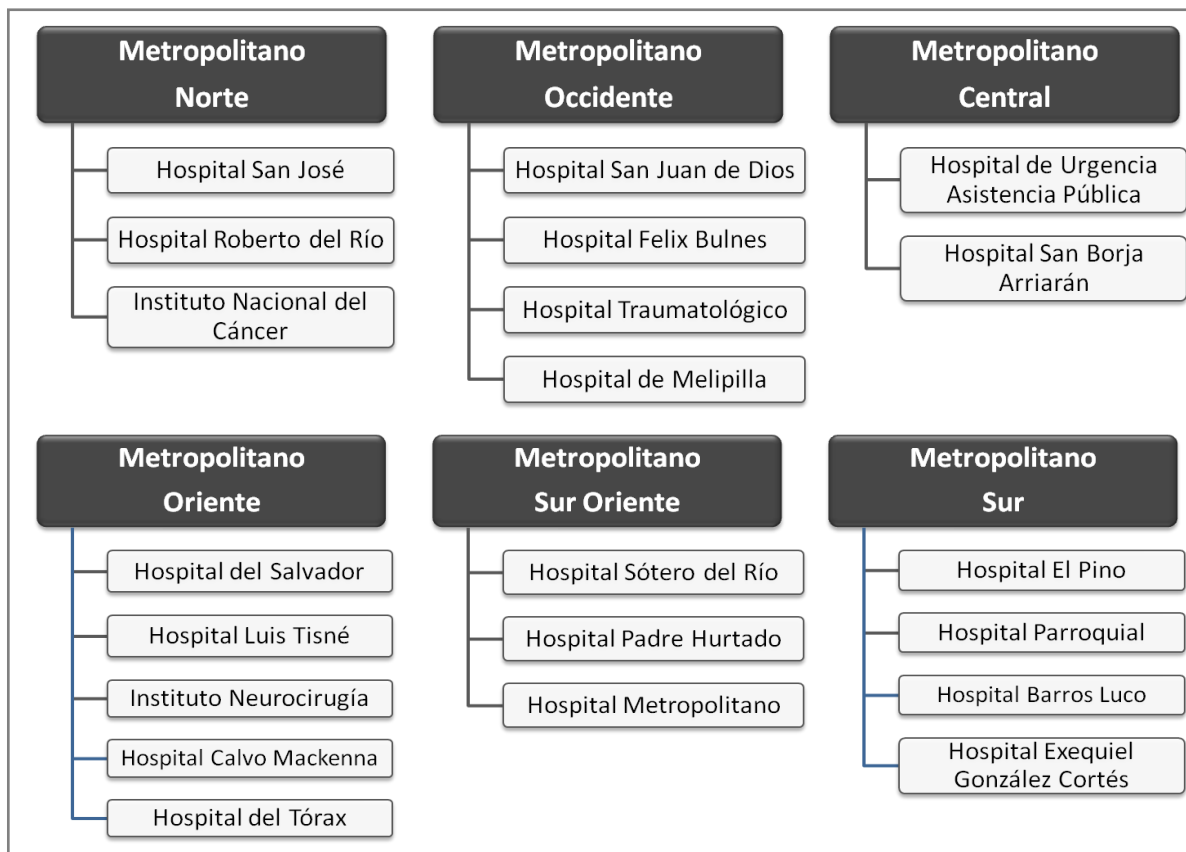 Metropolitano
Norte
Hospital San José
Hospital Roberto del Río
Instituto Nacional del
Cáncer
Metropolitano
Occidente
Hospital San Juan de Dios
Hospital Felix Bulnes
Hospital Traumatológico
Hospital de Melipilla
Metropolitano
Central
Hospital de Urgencia
Asistencia Pública
Hospital San Borja
Arriarán
Metropolitano
Oriente
Hospital del Salvador
Hospital Luis Tisné
Instituto Neurocirugía
Hospital Calvo Mackenna
Hospital del Tórax
Metropolitano
Sur Oriente
Hospital Sótero del Río
Hospital Padre Hurtado
Hospital Metropolitano
Metropolitano
Sur
Hospital El Pino
Hospital Parroquial
Hospital Barros Luco
Hospital Exequiel
González Cortés